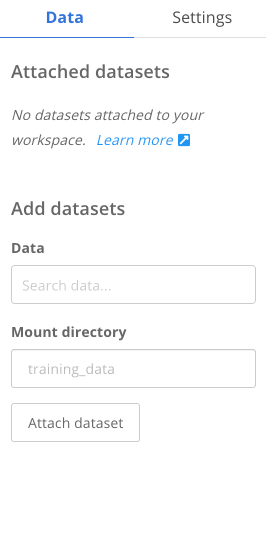 Data Settings
Attached datasets
No datasets attached to your
workspace. Learn more
Add datasets
Data
Search data...
Mount directory
training_data
Attach dataset